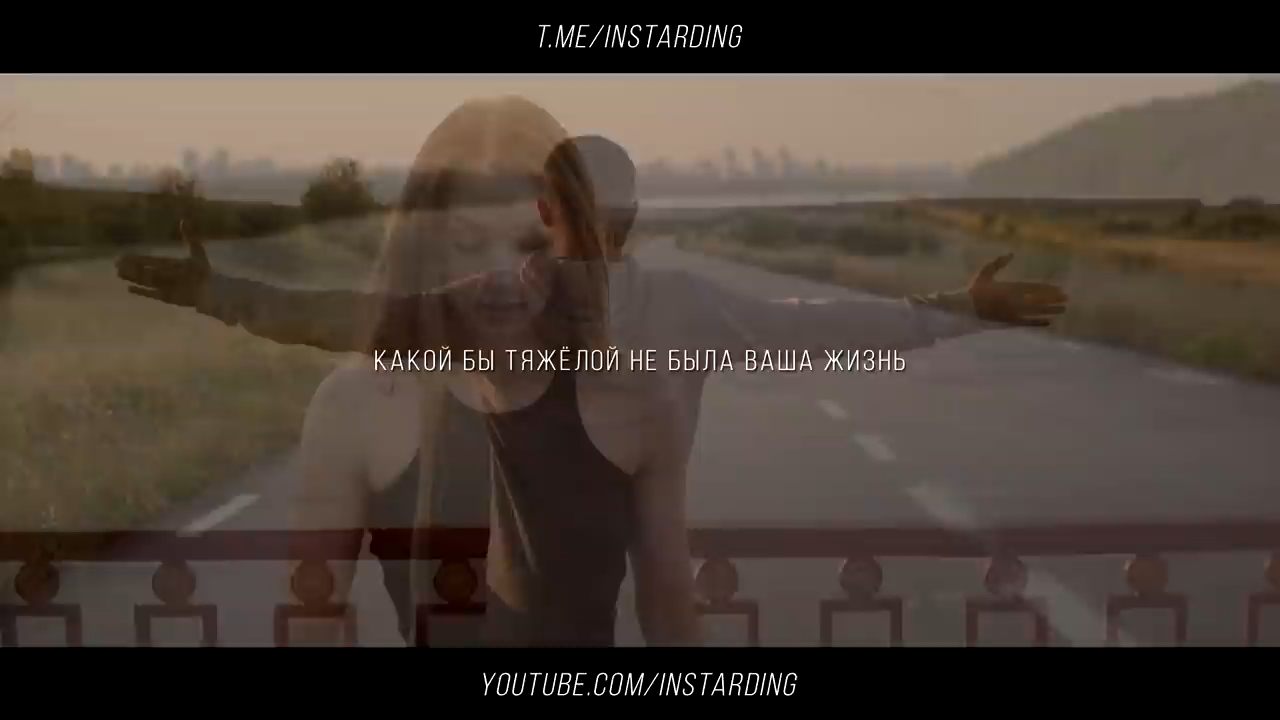 T.ME/INSTARDING
КАКОЙ БЫ ТЯЖЁЛОЙ НЕ БЫЛА ВАША ЖИЗНЬ
YOUTUBE.COM/INSTARDING